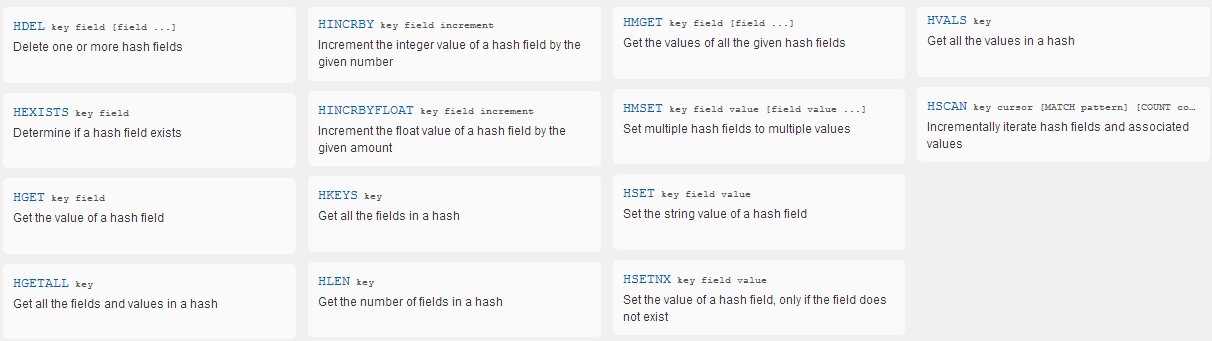 HDEL key field [field ...]
Delete one or more hash fields
HEXISTS key field
Determine if a hash field exists
HGET key field
Get the value of a hash field
HGETALL key
Get all the fields and values in a hash
HINCRBY key field increment
Increment the integer value of a hash field by the
given number
HINCRBYFLOAT key field increment
Increment the float value of a hash field by the
given amount
HKEYS key
Get all the fields in a hash
HLEN key
Get the number of fields in a hash
HMGET key field [field ...]
Get the values of all the given hash fields
HMSET key field value [field value ...]
Set multiple hash fields to multiple values
HSET key field value
Set the string value of a hash field
HSETNX key field value
Set the value of a hash field, only if the field does
not exist
HVALS key
Get all the values in a hash
HSCAN key cursor [MATCH pattern] [COUNT co...
Incrementally iterate hash fields and associated
values